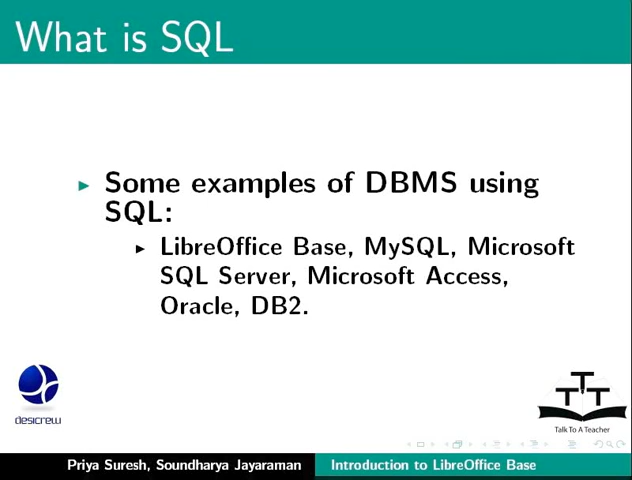 What is SQL
Some examples of DBMS using
SQL:
LibreOffice Base, MySQL, Microsoft
SQL Server, Microsoft Access,
Oracle, DB2.
desicrew
TTT
Talk To A Teacher
Priya Suresh, Soundharya Jayaraman Introduction to LibreOffice Base